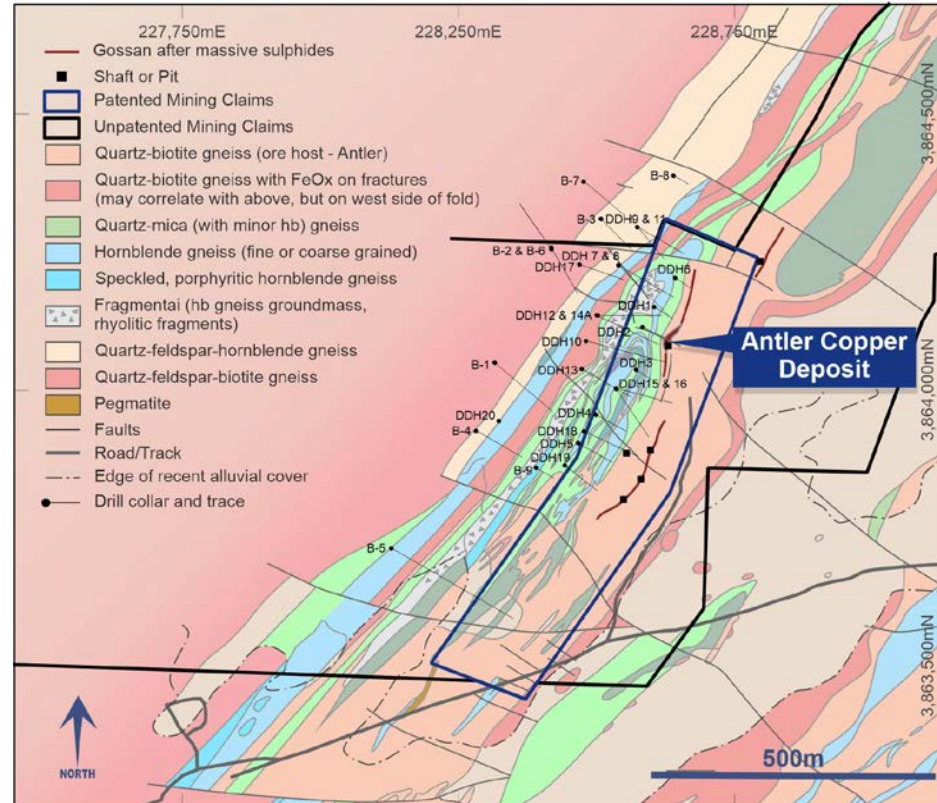 227,750mE
228,250mE
228,750mE
Gossan after massive sulphides
Shaft or Pit
Patented Mining Claims
Unpatented Mining Claims
Quartz-biotite gneiss (ore host - Antler)
Quartz-biotite gneiss with FeOx on fractures
(may correlate with above, but on west side of fold)
Quartz-mica (with minor hb) gneiss
Hornblende gneiss (fine or coarse grained)
Speckled, porphyritic hornblende gneiss
Fragmentai (hb gneiss groundmass,
rhyolitic fragments)
Quartz-feldspar-hornblende gneiss
Quartz-feldspar-biotite gneiss
Pegmatite
Faults
Road/Track
Edge of recent alluvial cover
Drill collar and trace
3,864,500mN
3,864,000mN
3,863,500mN
B-7
B-8
B-3
DDH9 & 11
B-2 & B-6
DDH 7 & 8
DDH17
DDH6
DDH1
DDH12 & 14A
DDH2
DDH10
B-1
DDH13
DDH3
DDH15 & 16
DDH20
DDH4
B-4
DDH18
DDH5
DDH19
B-9
B-5
Antler Copper
Deposit
NORTH
500m